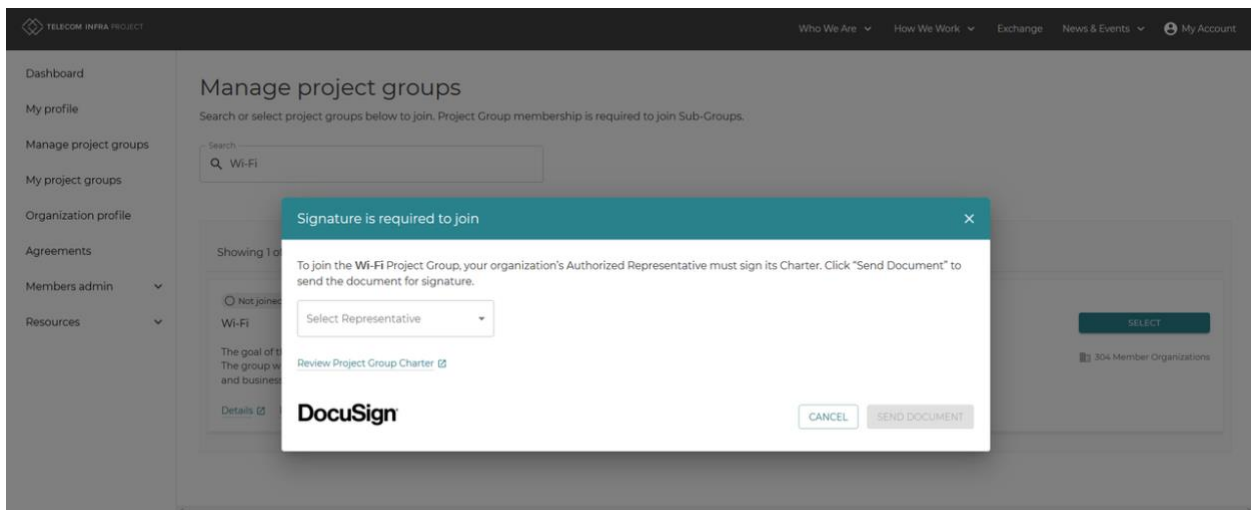 TELECOM INFRA PROJECT
Who We Are
How We Work
Exchange
News & Events
My Account
Dashboard
My profile
Manage project groups
My project groups
Organization profile
Agreements
Members admin
Resources
Manage project groups
Search or select project groups below to join. Project Group membership is required to join Sub-Groups.
Search
Wi-Fi
Showing 1 of
Not joined
Wi-Fi
The goal of
The group w
and business
Details
SELECT
304 Member Organizations
Signature is required to join
To join the Wi-Fi Project Group, your organization's Authorized Representative must sign its Charter. Click "Send Document" to
send the document for signature.
Select Representative
Review Project Group Charter
DocuSign
CANCEL
SEND DOCUMENT